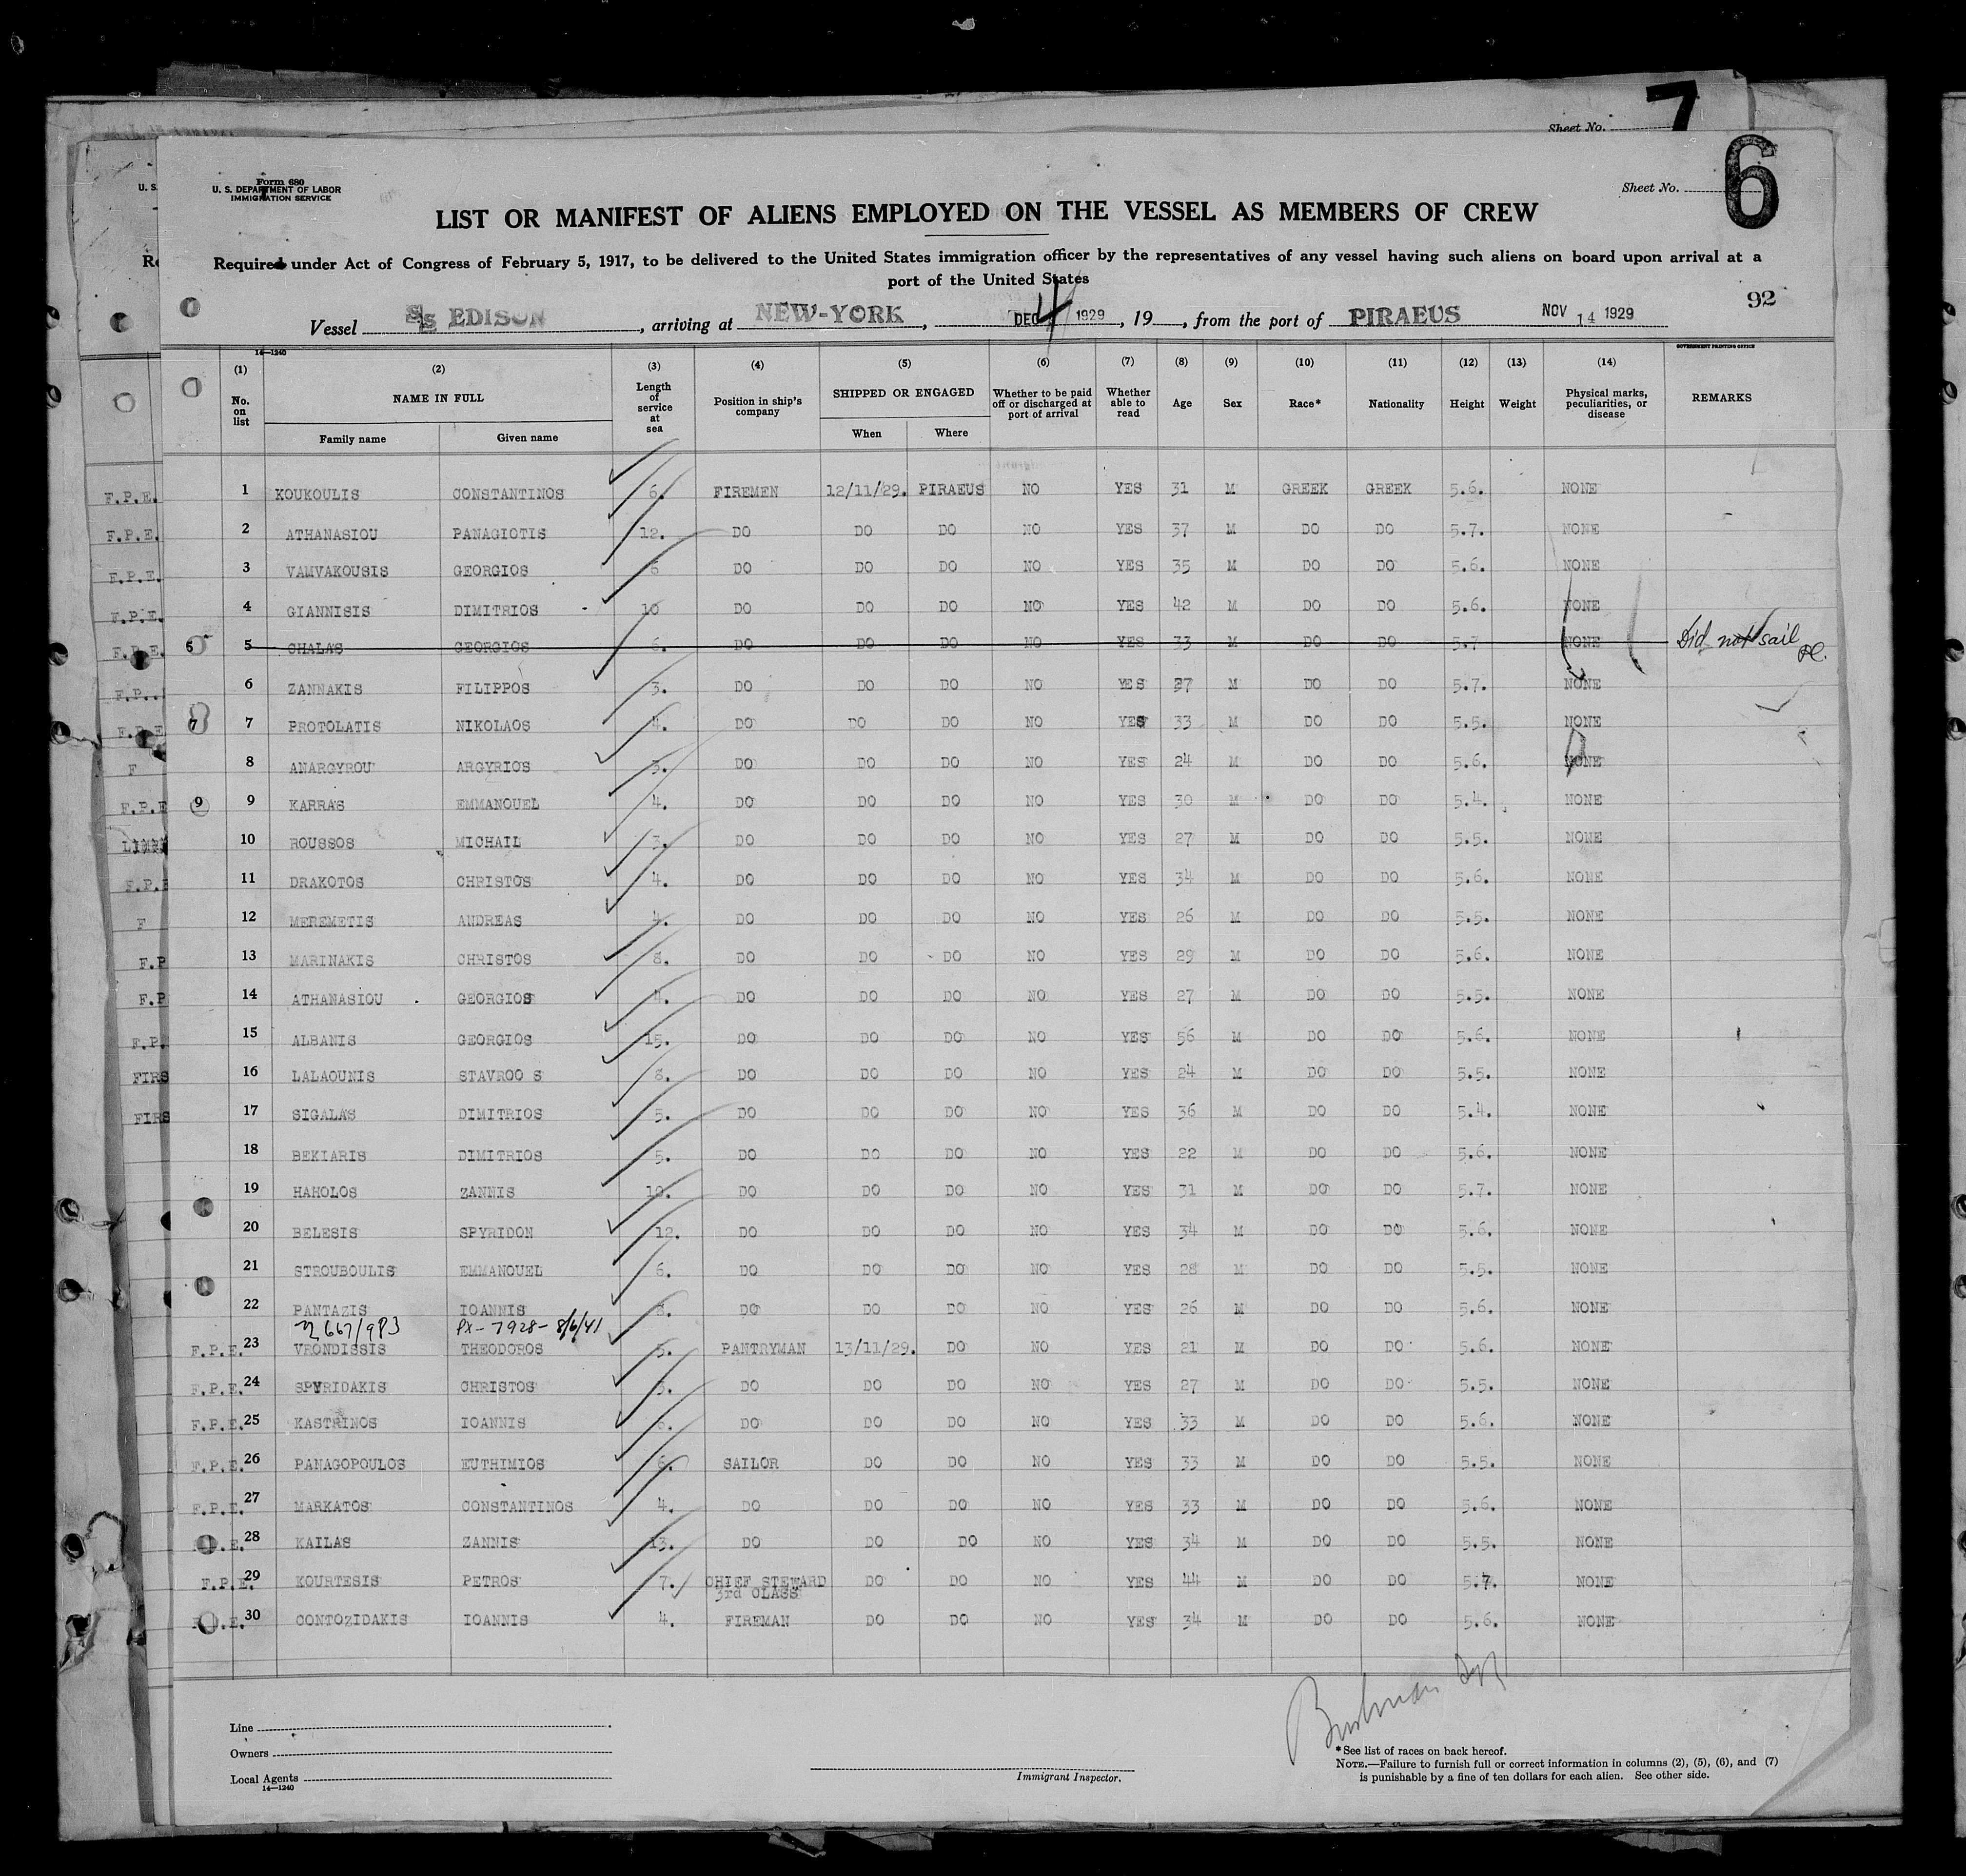 Sheet No. 7
Sheet No. 6
Form 680
U. S. DEPARTMENT OF LABOR
IMMIGRATION SERVICE
LIST OR MANIFEST OF ALIENS EMPLOYED ON THE VESSEL AS MEMBERS OF CREW
Required under Act of Congress of February 5, 1917, to be delivered to the United States immigration officer by the representatives of any vessel having such aliens on board upon arrival at a
port of the United States
92
Vessel S/S EDISON, arriving at NEW-YORK, DEC 4 1929, 19, from the port of PIRAEUS NOV 14 1929
14—1240
GOVERNMENT PRINTING OFFICE
(1) (2) (3) (4) (5) (6) (7) (8) (9) (10) (11) (12) (13) (14)
No. on list NAME IN FULL Length of service at sea Position in ship's company SHIPPED OR ENGAGED Whether to be paid off or discharged at port of arrival Whether able to read Age Sex Race* Nationality Height Weight Physical marks, peculiarities, or disease REMARKS
Family name Given name When Where
F.P.E. 1 KOUKOULIS CONSTANTINOS 6. FIREMEN 12/11/29. PIRAEUS NO YES 31 M GREEK GREEK 5.6. NONE
F.P.E. 2 ATHANASIOU PANAGIOTIS 12. DO DO DO NO YES 37 M DO DO 5.7. NONE
F.P.E. 3 VAMVAKOUSIS GEORGIOS 6 DO DO DO NO YES 35 M DO DO 5.6. NONE
F.P.E. 4 GIANNISIS DIMITRIOS 10 DO DO DO NO YES 42 M DO DO 5.6. NONE
F.P.E. 5 5 CHALAS GEORGIOS 6. DO DO DO NO YES 33 M DO DO 5.7 NONE Did not sail
6 ZANNAKIS FILIPPOS 3. DO DO DO NO YES 27 M DO DO 5.7. NONE
7 7 PROTOLATIS NIKOLAOS 4. DO DO DO NO YES 33 M DO DO 5.5. NONE
F 8 ANARGYROU ARGYRIOS 3. DO DO DO NO YES 24 M DO DO 5.6. NONE
F.P.E 9 9 KARRAS EMMANOUEL 4. DO DO DO NO YES 30 M DO DO 5.4. NONE
10 ROUSSOS MICHAIL 3. DO DO DO NO YES 27 M DO DO 5.5. NONE
F.P. 11 DRAKOTOS CHRISTOS 4. DO DO DO NO YES 34 M DO DO 5.6. NONE
F 12 MEREMETIS ANDREAS 4. DO DO DO NO YES 26 M DO DO 5.5. NONE
F.P 13 MARINAKIS CHRISTOS 8. DO DO DO NO YES 29 M DO DO 5.6. NONE
F.P 14 ATHANASIOU GEORGIOS 4. DO DO DO NO YES 27 M DO DO 5.5. NONE
F.P. 15 ALBANIS GEORGIOS 15. DO DO DO NO YES 56 M DO DO 5.6. NONE
FIRS 16 LALAOUNIS STAVROO S 8. DO DO DO NO YES 24 M DO DO 5.5. NONE
FIRS 17 SIGALAS DIMITRIOS 5. DO DO DO NO YES 36 M DO DO 5.4. NONE
18 BEKIARIS DIMITRIOS 5. DO DO DO NO YES 22 M DO DO 5.6. NONE
19 HAHOLOS ZANNIS 10. DO DO DO NO YES 31 M DO DO 5.7. NONE
20 BELESIS SPYRIDON 12. DO DO DO NO YES 34 M DO DO 5.6. NONE
21 STROUBOULIS EMMANOUEL 6. DO DO DO NO YES 28 M DO DO 5.5. NONE
22 PANTAZIS IOANNIS DO DO DO NO YES 26 M DO DO 5.6. NONE
667/983 PX-7928- 8/6/41
F.P.E. 23 VRONDISSIS THEODOROS 5. PANTRYMAN 13/11/29. DO NO YES 21 M DO DO 5.6. NONE
F.P.E. 24 SPYRIDAKIS CHRISTOS 3. DO DO DO NO YES 27 M DO DO 5.5. NONE
F.P.E. 25 KASTRINOS IOANNIS 6. DO DO DO NO YES 33 M DO DO 5.6. NONE
F.P.E. 26 PANAGOPOULOS EUTHIMIOS 6. SAILOR DO DO NO YES 33 M DO DO 5.5. NONE
F.P.E. 27 MARKATOS CONSTANTINOS 4. DO DO DO NO YES 33 M DO DO 5.6. NONE
28 KAILAS ZANNIS 13. DO DO DO NO YES 34 M DO DO 5.5. NONE
F.P.E. 29 KOURTESIS PETROS 7. CHIEF STEWARD 3rd CLASS DO DO NO YES 44 M DO DO 5.7. NONE
30 CONTOZIDAKIS IOANNIS 4. FIREMAN DO DO NO YES 34 M DO DO 5.6. NONE
Line
Owners
Local Agents
14—1240
Immigrant Inspector.
*See list of races on back hereof.
NOTE.—Failure to furnish full or correct information in columns (2), (5), (6), and (7)
is punishable by a fine of ten dollars for each alien. See other side.